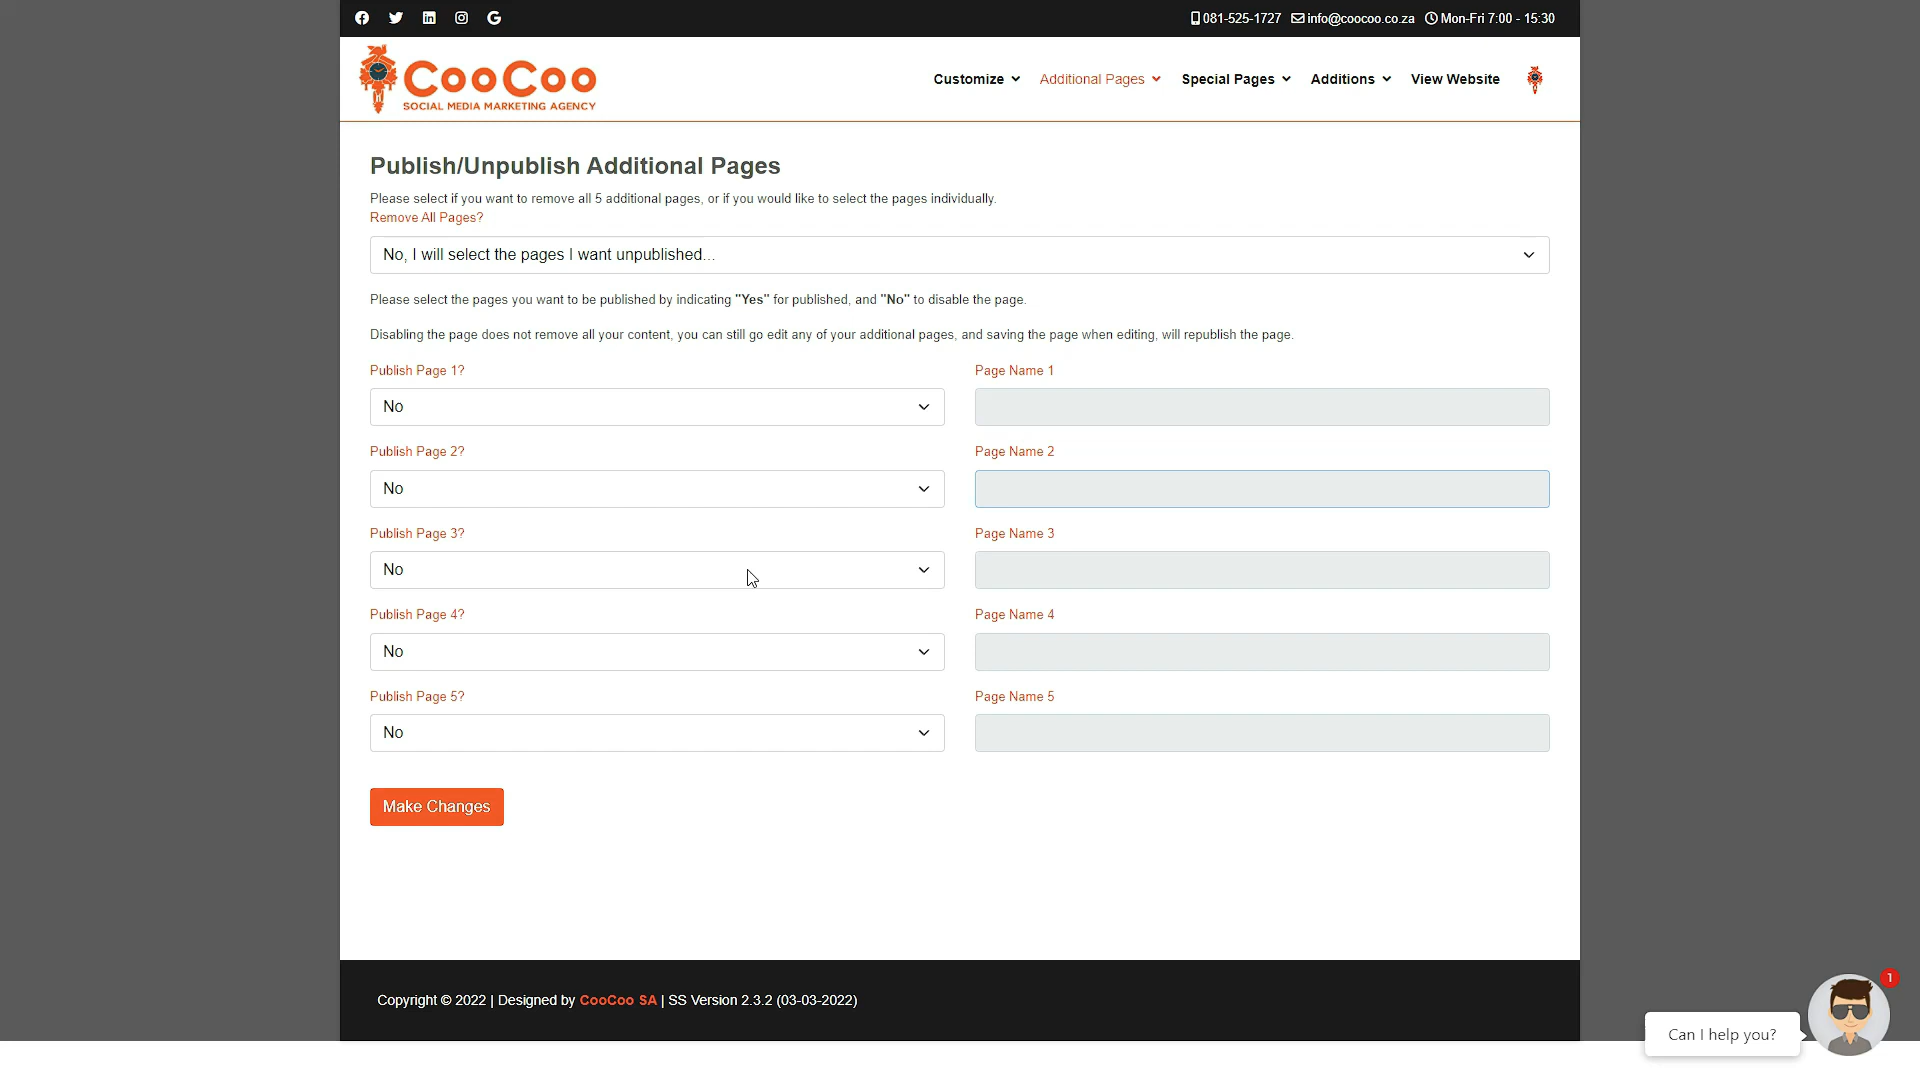 081-525-1727 info@coocoo.co.za Mon-Fri 7:00 - 15:30
CooCoo
SOCIAL MEDIA MARKETING AGENCY
Customize Additional Pages Special Pages Additions View Website
Publish/Unpublish Additional Pages
Please select if you want to remove all 5 additional pages, or if you would like to select the pages individually.
Remove All Pages?
No, I will select the pages I want unpublished...
Please select the pages you want to be published by indicating "Yes" for published, and "No" to disable the page.
Disabling the page does not remove all your content, you can still go edit any of your additional pages, and saving the page when editing, will republish the page.
Publish Page 1? Page Name 1
No
Publish Page 2? Page Name 2
No
Publish Page 3? Page Name 3
No
Publish Page 4? Page Name 4
No
Publish Page 5? Page Name 5
No
Make Changes
Copyright © 2022 | Designed by CooCoo SA | SS Version 2.3.2 (03-03-2022)
1
Can I help you?